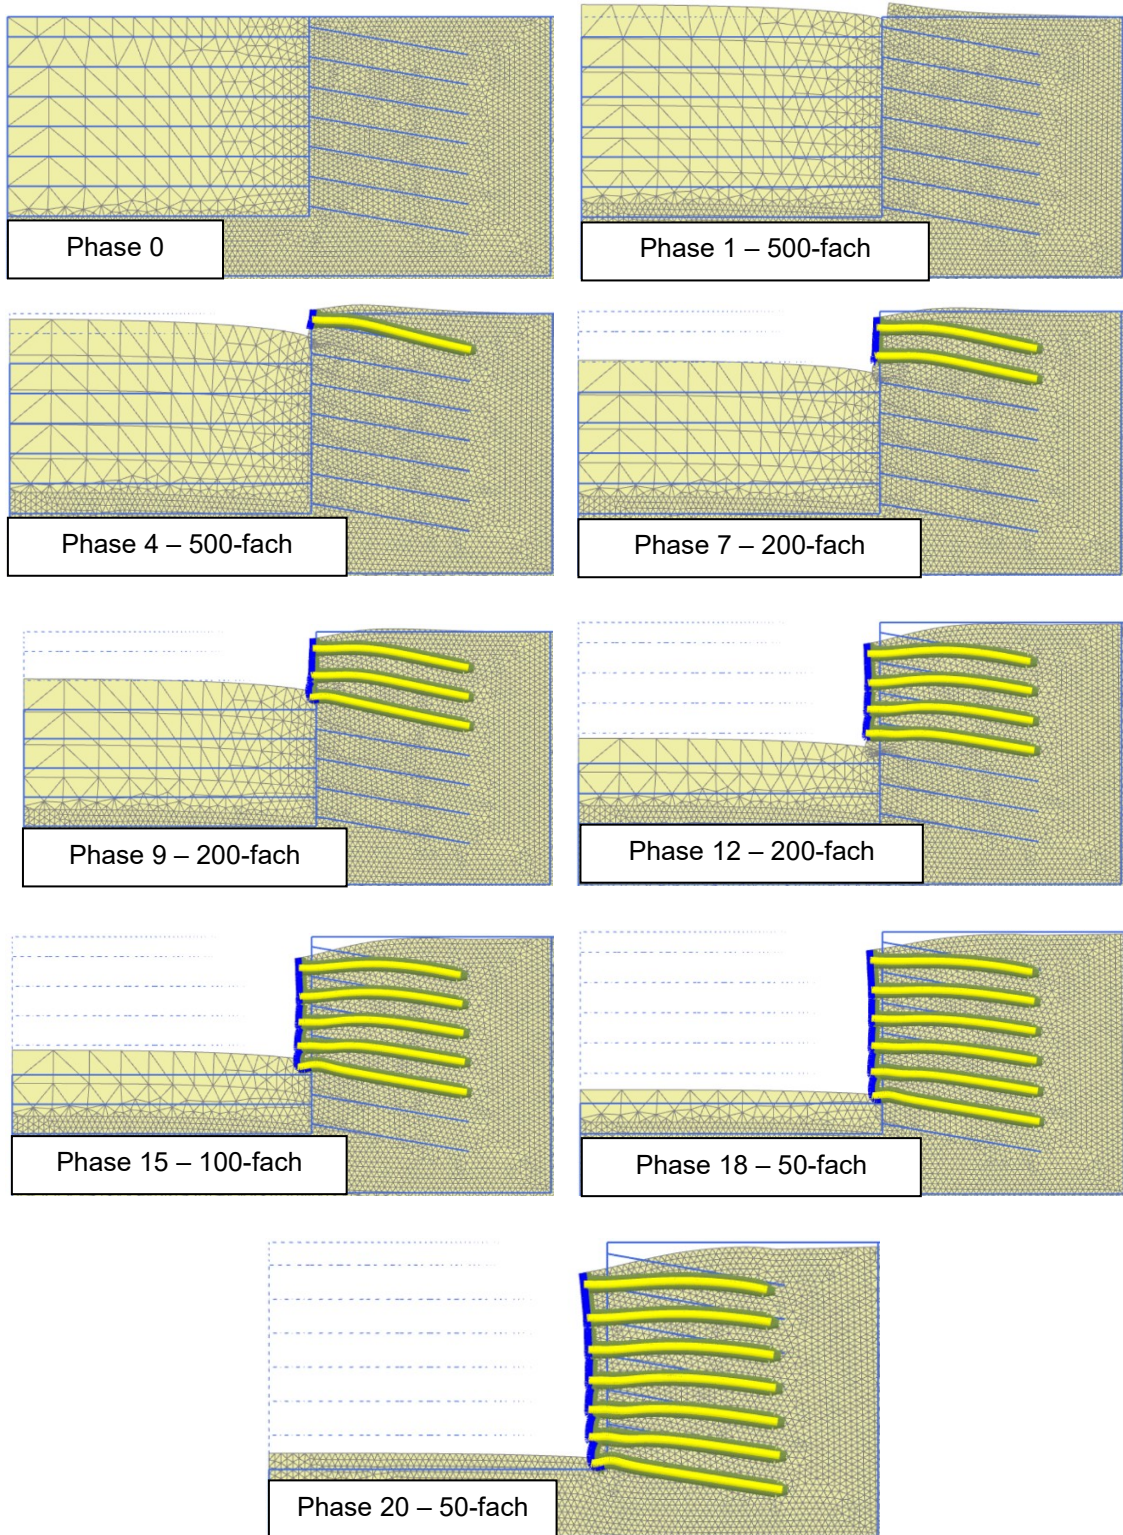 Phase 0
Phase 1 – 500-fach
Phase 4 – 500-fach
Phase 7 – 200-fach
Phase 9 – 200-fach
Phase 12 – 200-fach
Phase 15 – 100-fach
Phase 18 – 50-fach
Phase 20 – 50-fach